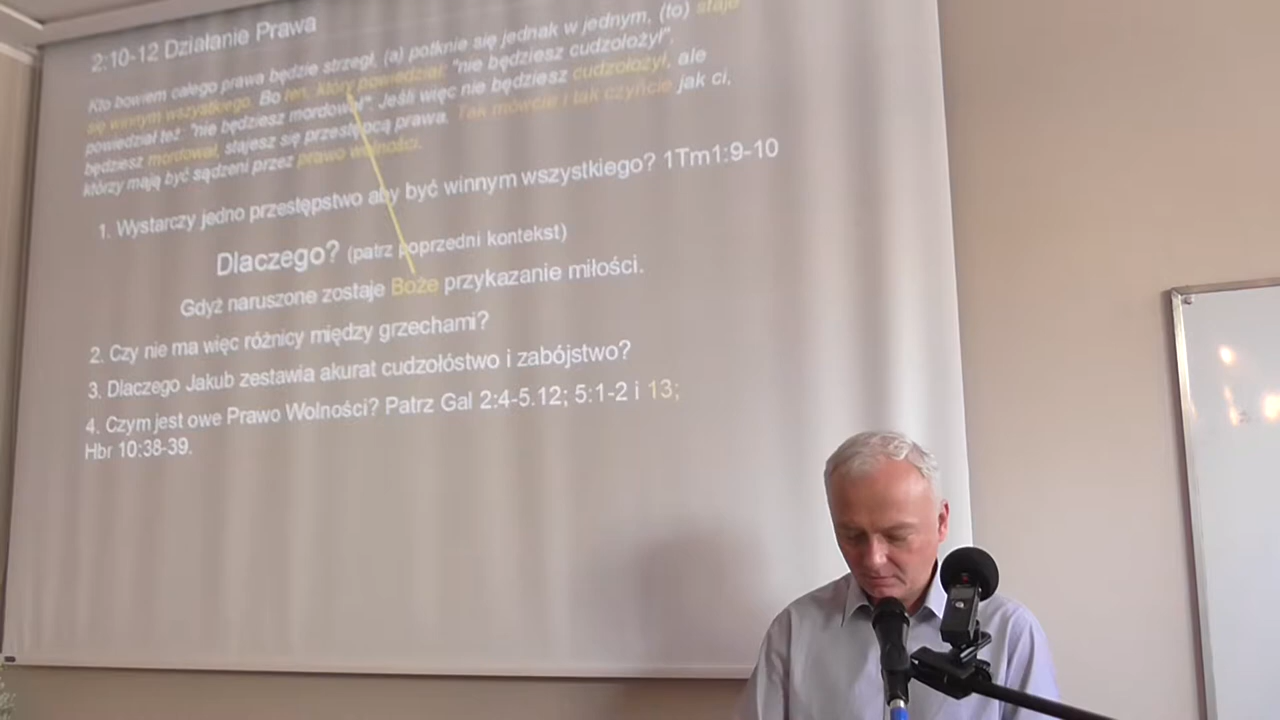 2:10-12 Działanie Prawa
Kto bowiem całego prawa będzie strzegł, (a) potknie się jednak w jednym, (to) staje
się winnym wszystkiego. Bo ten, który powiedział: "nie będziesz cudzołożył",
powiedział też: "nie będziesz mordował". Jeśli więc nie będziesz cudzołożył, ale
będziesz mordował, stajesz się przestępcą prawa. Tak mówcie i tak czyńcie jak ci,
którzy mają być sądzeni przez prawo wolności.
1. Wystarczy jedno przestępstwo aby być winnym wszystkiego? 1Tm1:9-10
Dlaczego? (patrz poprzedni kontekst)
Gdyż naruszone zostaje Boże przykazanie miłości.
2. Czy nie ma więc różnicy między grzechami?
3. Dlaczego Jakub zestawia akurat cudzołóstwo i zabójstwo?
4. Czym jest owe Prawo Wolności? Patrz Gal 2:4-5.12; 5:1-2 i 13;
Hbr 10:38-39.